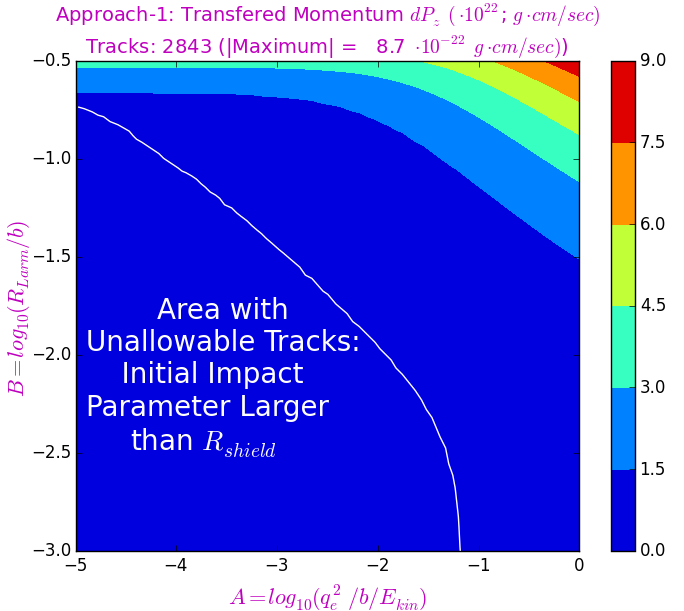 Approach-1: Transfered Momentum dP_z ( ·10^22; g·cm/sec)
Tracks: 2843 (|Maximum| = 8.7 ·10^−22 g·cm/sec))
−0.5
−1.0
−1.5
−2.0
−2.5
−3.0
B=log_10(R_Larm/b)
Area with
Unallowable Tracks:
Initial Impact
Parameter Larger
than R_shield
−5 −4 −3 −2 −1 0
A=log_10(q_e^2 /b/E_kin)
9.0
7.5
6.0
4.5
3.0
1.5
0.0